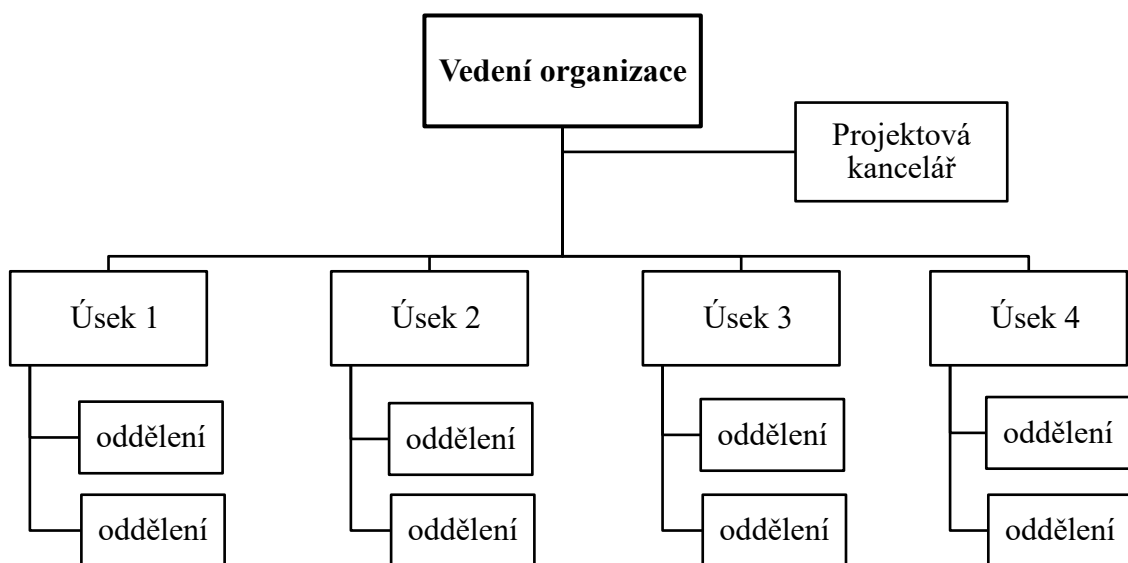 Vedení organizace
Projektová
kancelář
Úsek 1
Úsek 2
Úsek 3
Úsek 4
oddělení
oddělení
oddělení
oddělení
oddělení
oddělení
oddělení
oddělení